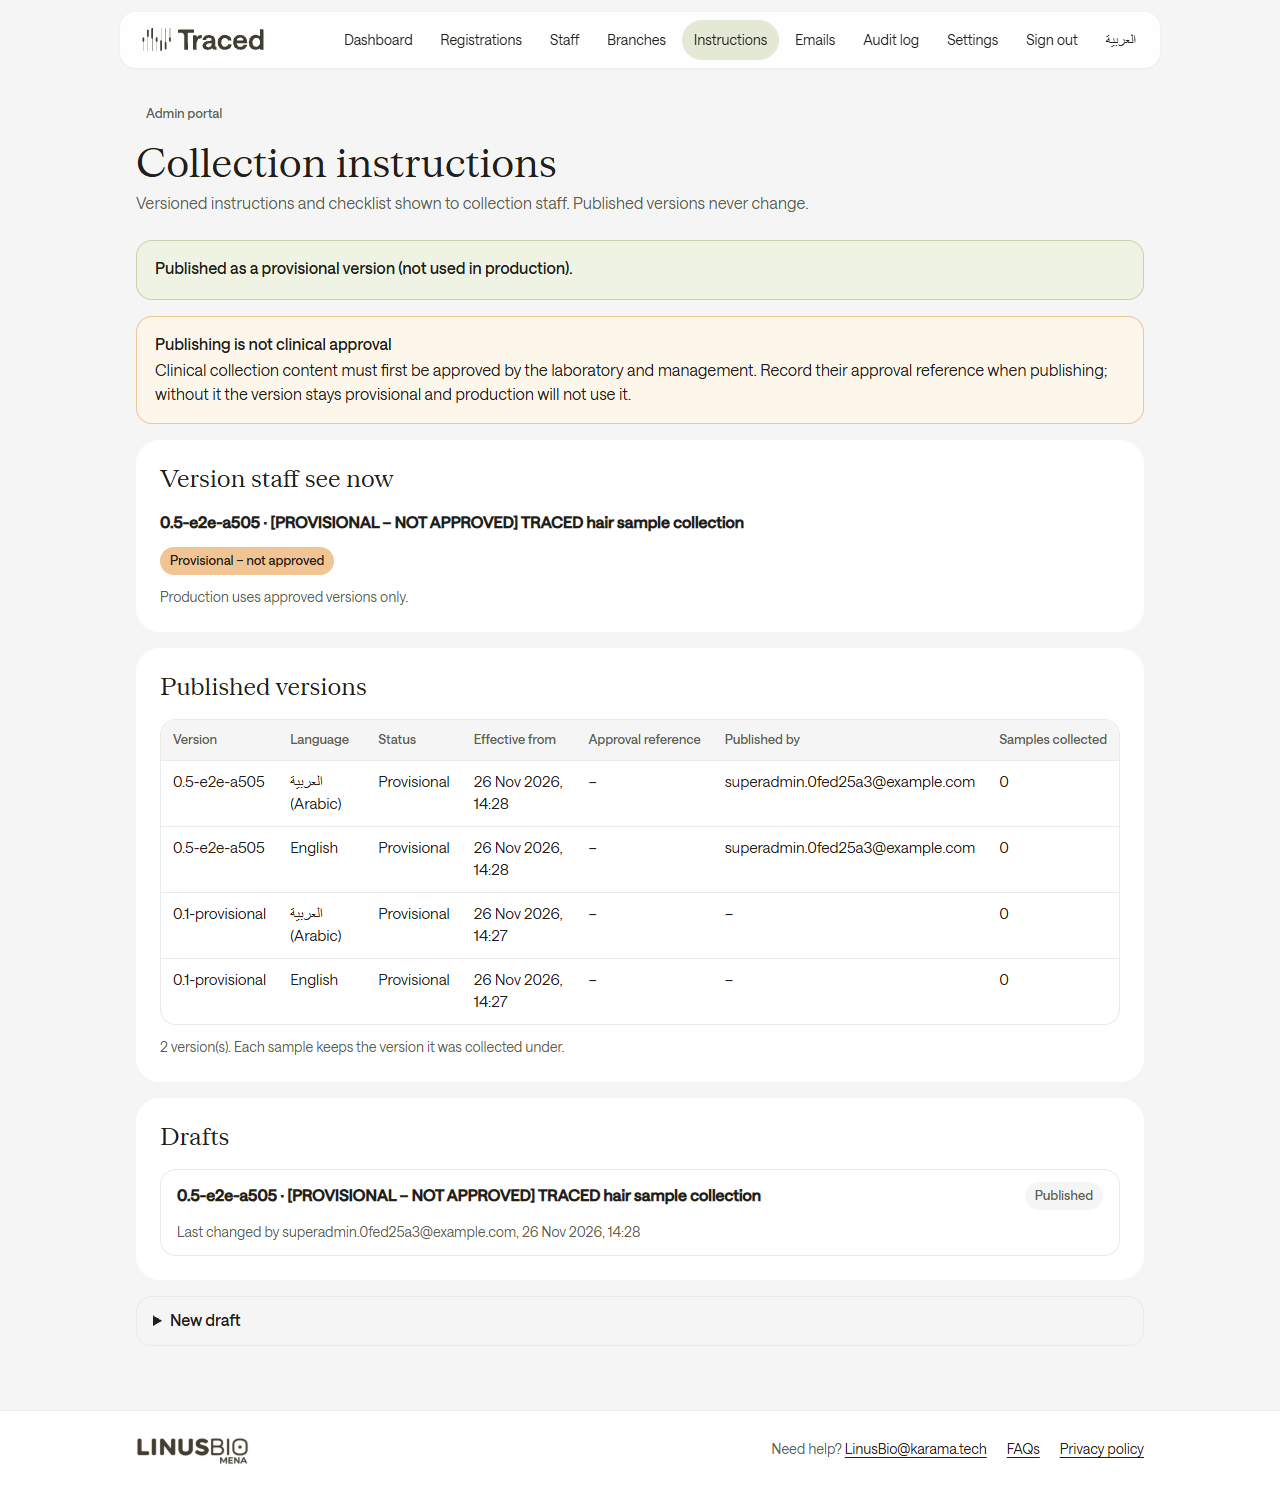 Traced
Dashboard Registrations Staff Branches Instructions Emails Audit log Settings Sign out العربية
Admin portal
Collection instructions
Versioned instructions and checklist shown to collection staff. Published versions never change.
Published as a provisional version (not used in production).
Publishing is not clinical approval
Clinical collection content must first be approved by the laboratory and management. Record their approval reference when publishing;
without it the version stays provisional and production will not use it.
Version staff see now
0.5-e2e-a505 · [PROVISIONAL – NOT APPROVED] TRACED hair sample collection
Provisional – not approved
Production uses approved versions only.
Published versions
Version Language Status Effective from Approval reference Published by Samples collected
0.5-e2e-a505 العربية (Arabic) Provisional 26 Nov 2026, 14:28 – superadmin.0fed25a3@example.com 0
0.5-e2e-a505 English Provisional 26 Nov 2026, 14:28 – superadmin.0fed25a3@example.com 0
0.1-provisional العربية (Arabic) Provisional 26 Nov 2026, 14:27 – – 0
0.1-provisional English Provisional 26 Nov 2026, 14:27 – – 0
2 version(s). Each sample keeps the version it was collected under.
Drafts
0.5-e2e-a505 · [PROVISIONAL – NOT APPROVED] TRACED hair sample collection Published
Last changed by superadmin.0fed25a3@example.com, 26 Nov 2026, 14:28
New draft
LINUSBIO MENA
Need help? LinusBio@karama.tech FAQs Privacy policy